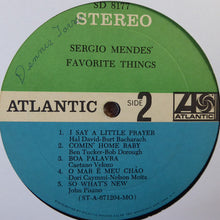 SD 8177
STEREO
Dennis
SERGIO MENDES'
FAVORITE THINGS
ATLANTIC
SIDE 2
ATLANTIC
1 I SAY A LITTLE PRAYER
Hal David-Burt Bacharach
2 COMIN' HOME BABY
Ben Tucker-Bob Dorough
3 BOA PALAVRA
Caetano Veloso
4 O MAR É MEU CHÃO
Dori Caymmi-Nelson Motta
5 SO WHAT'S NEW
John Pisano
(ST-A-671204-MO)